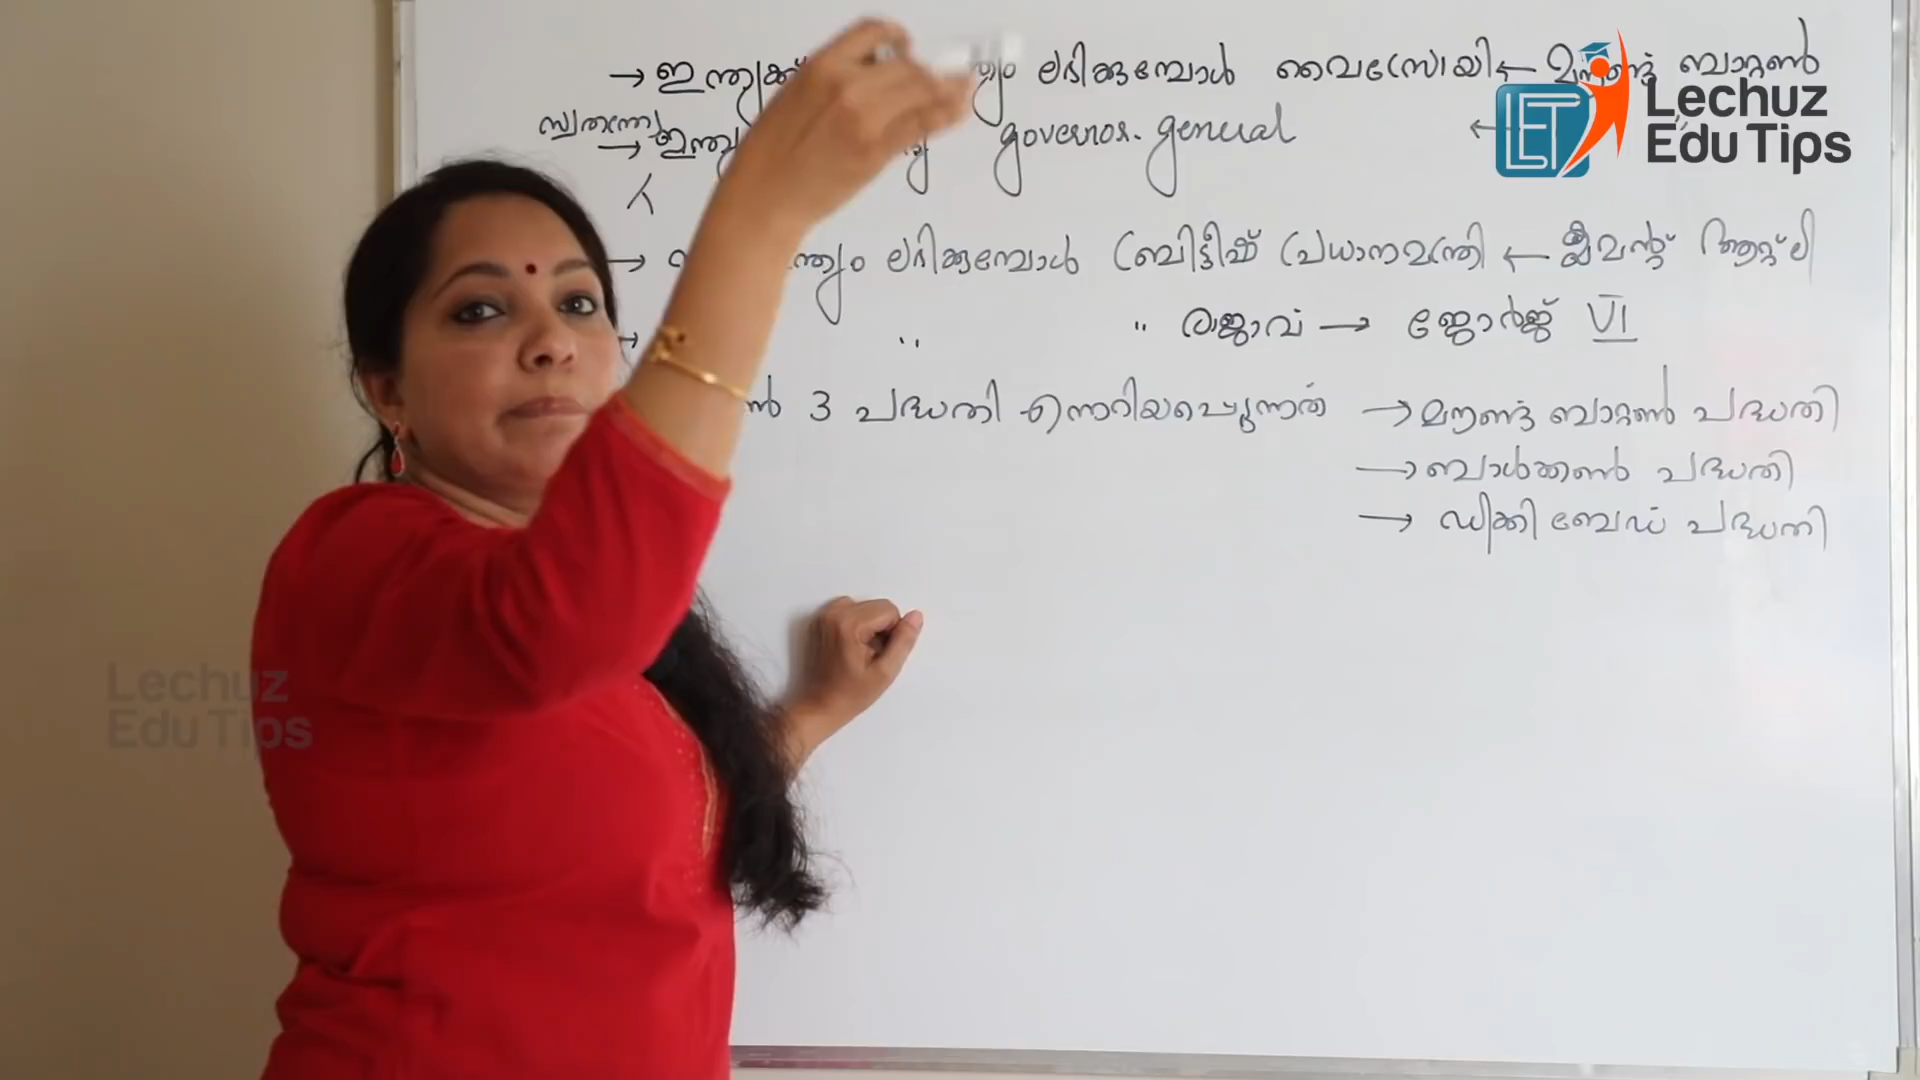 → ഇന്ത്യക്ക് ലഭിക്കുമ്പോൾ വൈസ്രോയി ← ബാറ്റൺ
സ്വതന്ത്ര
→ ഇന്ത്യ governor-general ←
→ ലഭിക്കുമ്പോൾ ബ്രിട്ടീഷ് പ്രധാനമന്ത്രി ← ക്ലമന്റ് ആറ്റ്ലി
→ " " രാജാവ് → ജോർജ് VI
3 പദ്ധതി എന്നറിയപ്പെടുന്നത് → മൗണ്ട് ബാറ്റൺ പദ്ധതി
→ ബാൾക്കൺ പദ്ധതി
→ ഡിക്കി ബേഡ് പദ്ധതി
LET
Lechuz
Edu Tips
Lechuz
Edu Tips